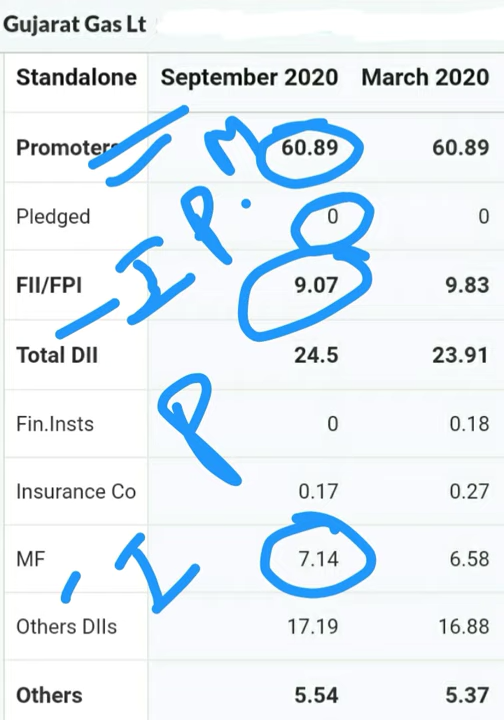 Gujarat Gas Lt
Standalone September 2020 March 2020
Promoters 60.89 60.89
Pledged 0 0
FII/FPI 9.07 9.83
Total DII 24.5 23.91
Fin.Insts 0 0.18
Insurance Co 0.17 0.27
MF 7.14 6.58
Others DIIs 17.19 16.88
Others 5.54 5.37